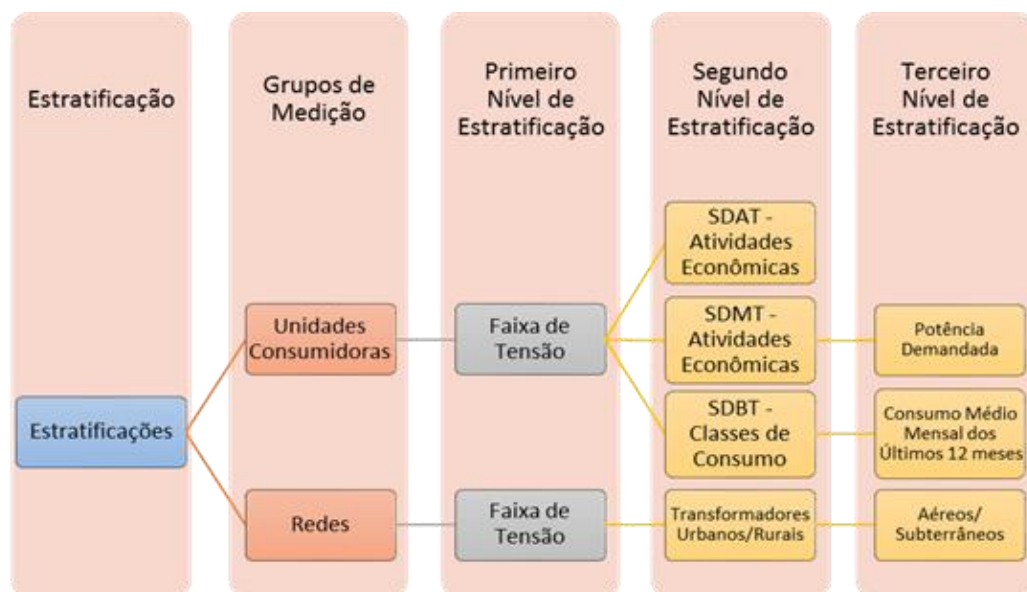 Estratificação
Grupos de
Medição
Primeiro
Nível de
Estratificação
Segundo
Nível de
Estratificação
Terceiro
Nível de
Estratificação
Estratificações
Unidades
Consumidoras
Redes
Faixa de
Tensão
Faixa de
Tensão
SDAT -
Atividades
Econômicas
SDMT -
Atividades
Econômicas
SDBT -
Classes de
Consumo
Transformadores
Urbanos/Rurais
Potência
Demandada
Consumo Médio
Mensal dos
Últimos 12 meses
Aéreos/
Subterrâneos